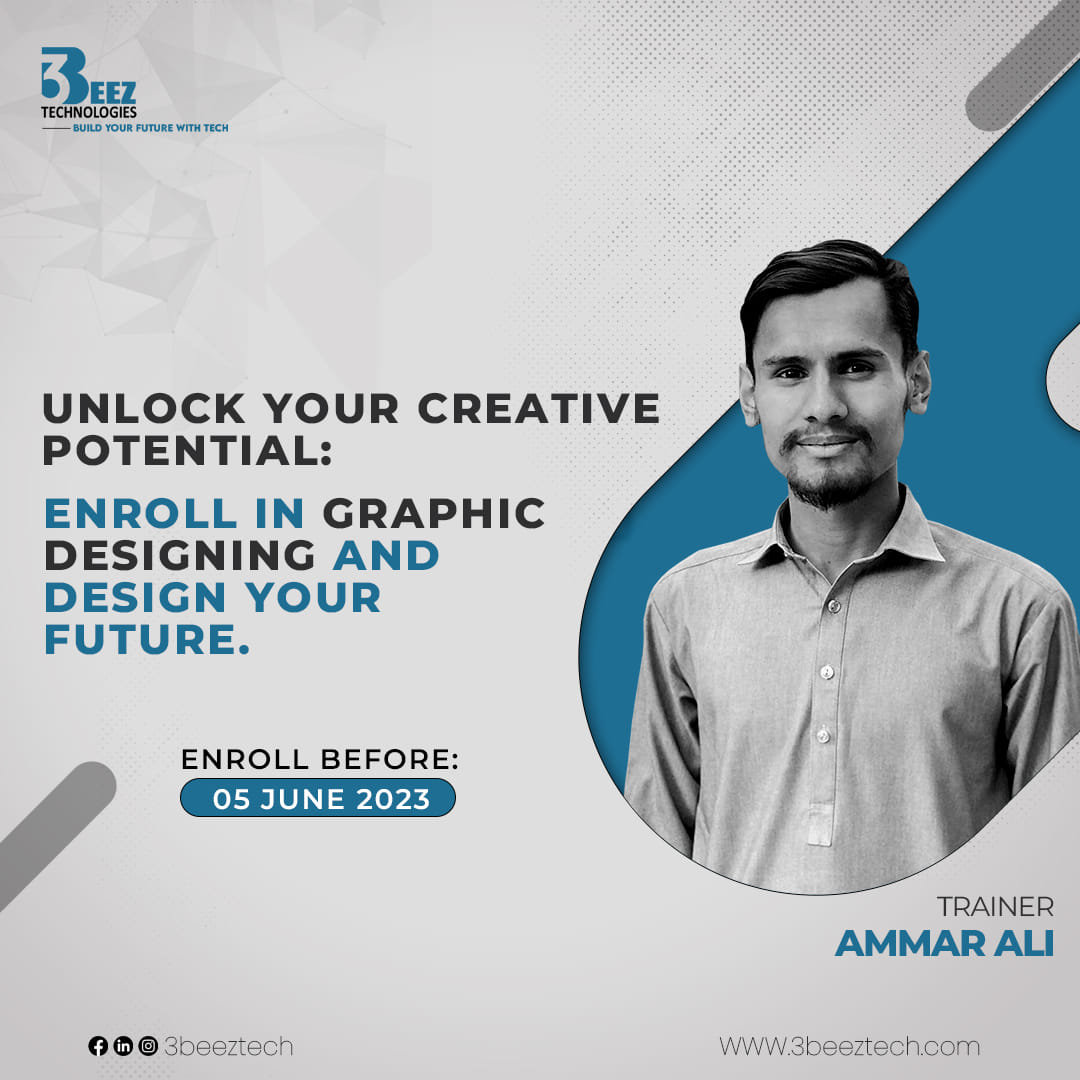 3BEEZ
TECHNOLOGIES
BUILD YOUR FUTURE WITH TECH
UNLOCK YOUR CREATIVE
POTENTIAL:
ENROLL IN GRAPHIC
DESIGNING AND
DESIGN YOUR
FUTURE.
ENROLL BEFORE:
05 JUNE 2023
TRAINER
AMMAR ALI
3beeztech
WWW.3beeztech.com